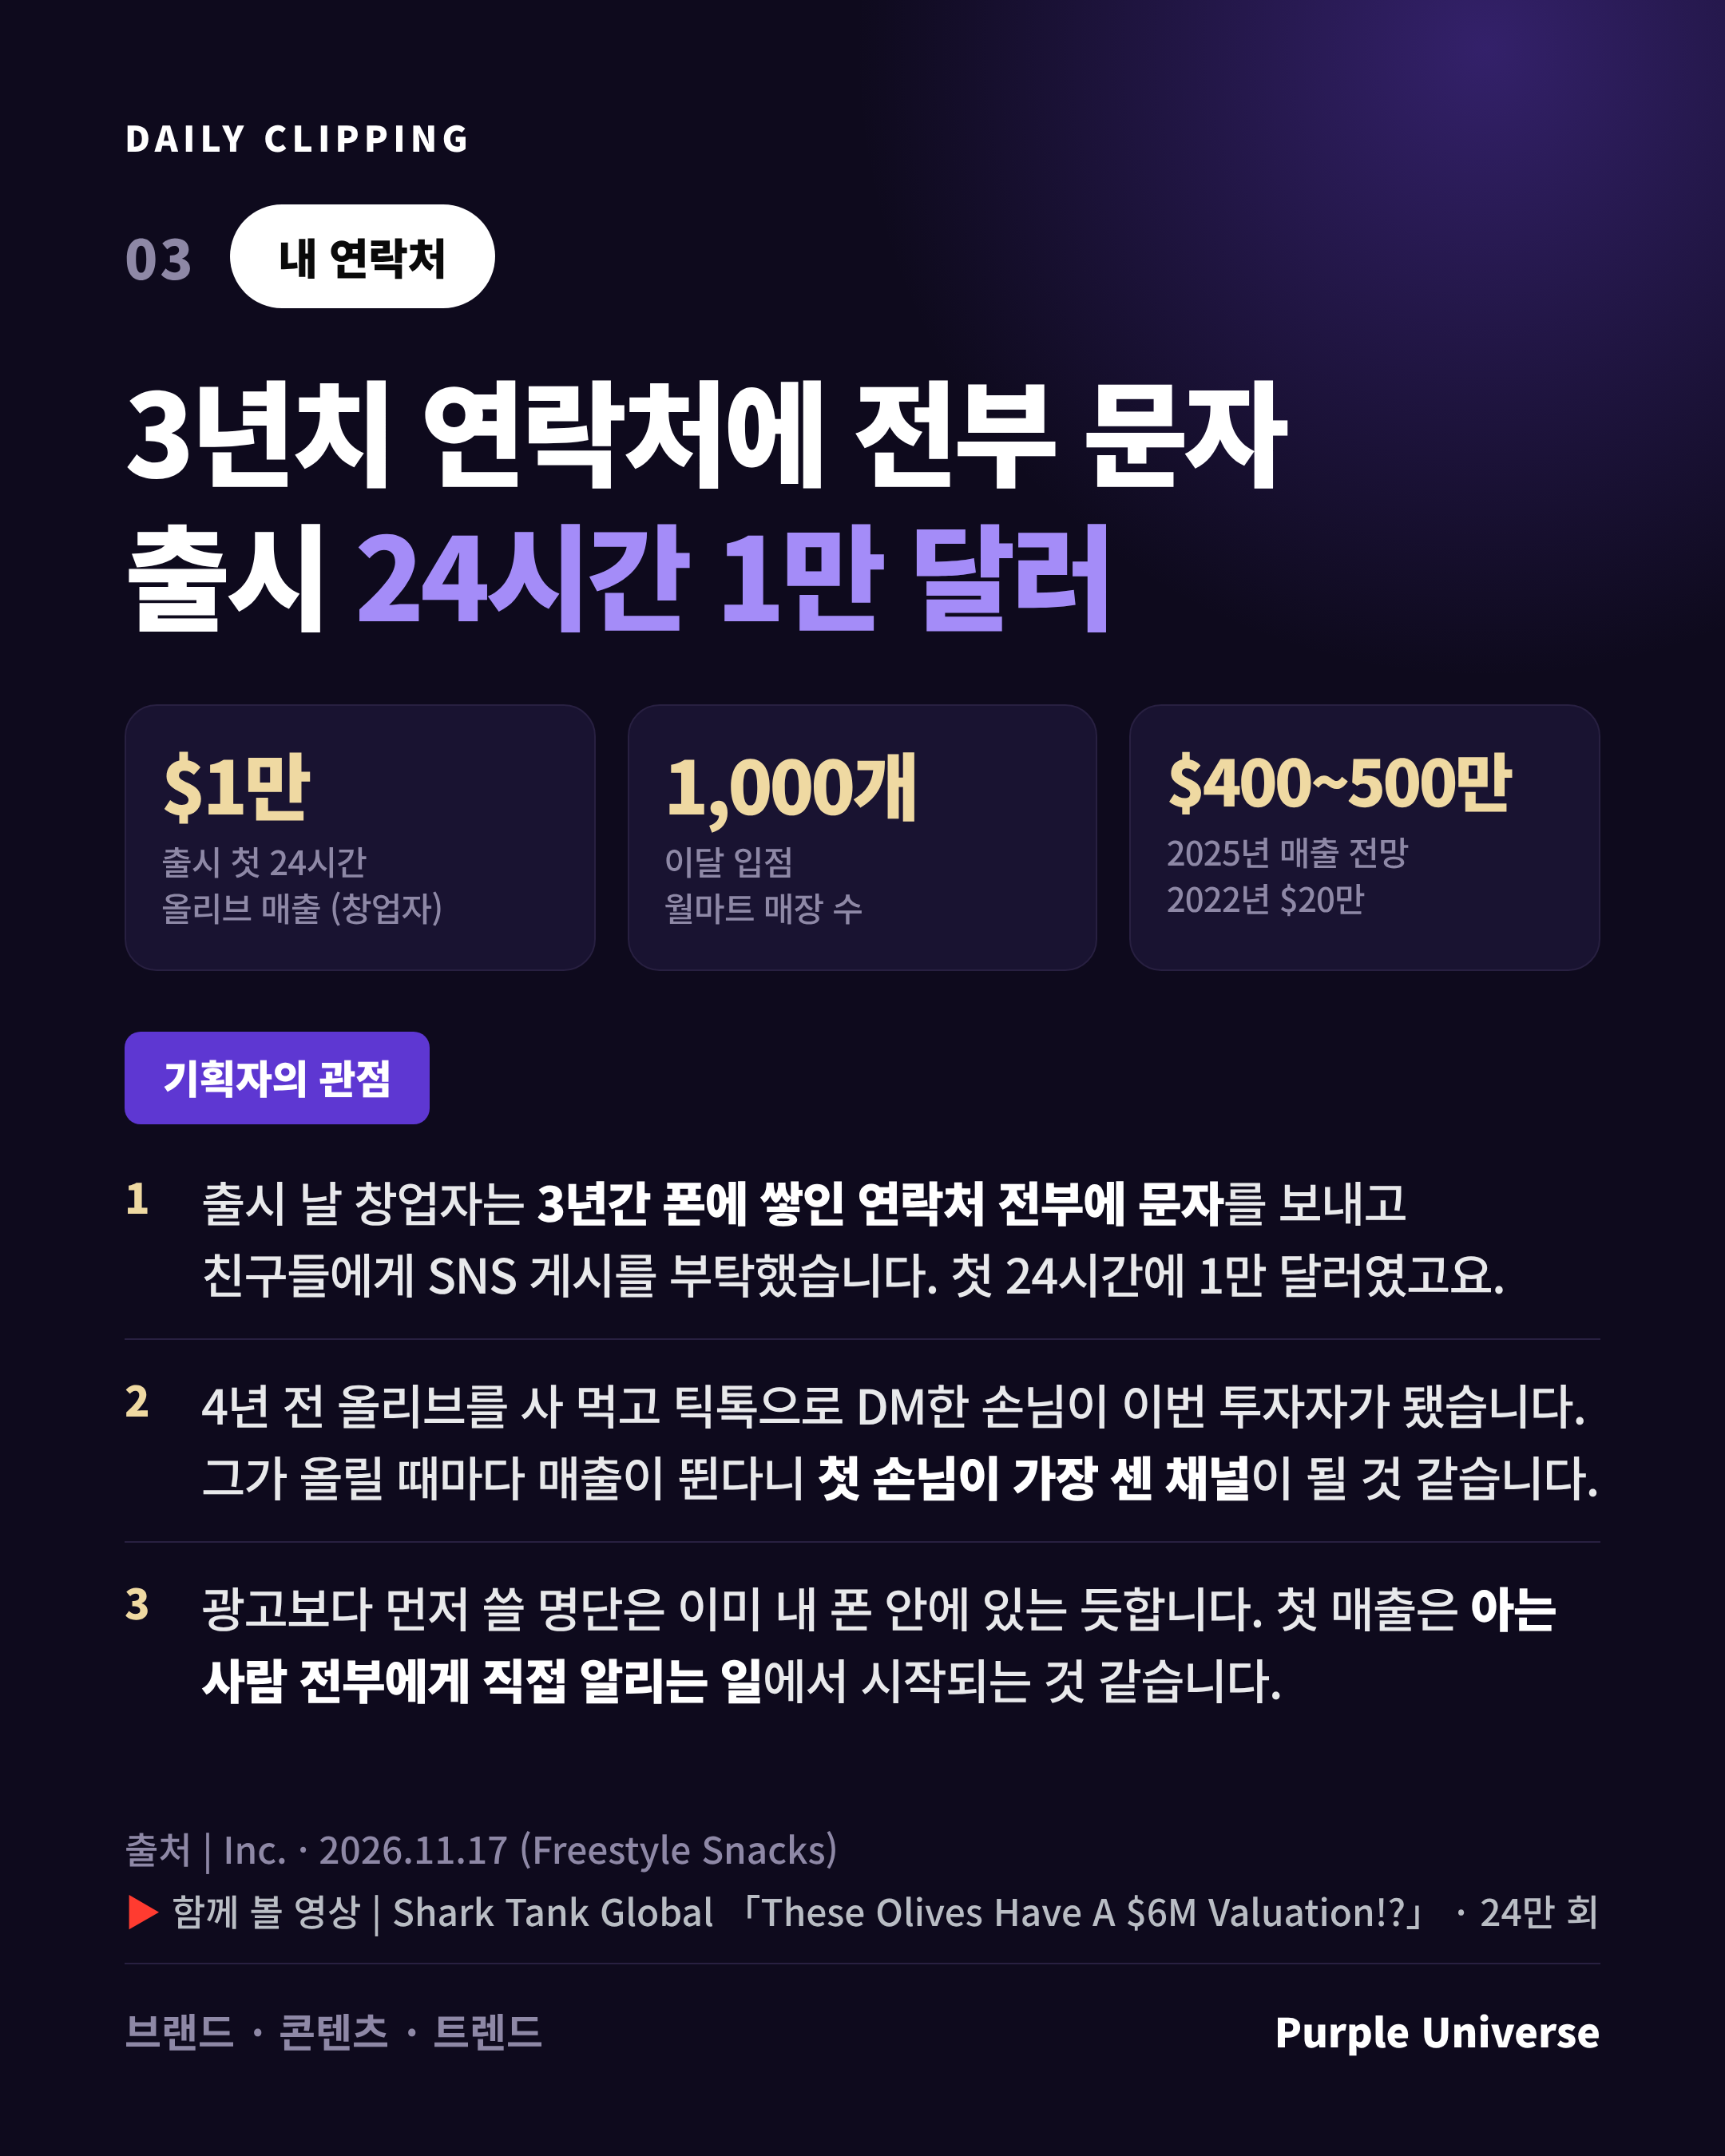 DAILY CLIPPING
03 내 연락처
3년치 연락처에 전부 문자
출시 24시간 1만 달러
$1만
출시 첫 24시간
올리브 매출 (창업자)
1,000개
이달 입점
월마트 매장 수
$400~500만
2025년 매출 전망
2022년 $20만
기획자의 관점
1 출시 날 창업자는 3년간 폰에 쌓인 연락처 전부에 문자를 보내고
친구들에게 SNS 게시를 부탁했습니다. 첫 24시간에 1만 달러였고요.
2 4년 전 올리브를 사 먹고 틱톡으로 DM한 손님이 이번 투자자가 됐습니다.
그가 올릴 때마다 매출이 뛴다니 첫 손님이 가장 센 채널이 될 것 같습니다.
3 광고보다 먼저 쓸 명단은 이미 내 폰 안에 있는 듯합니다. 첫 매출은 아는
사람 전부에게 직접 알리는 일에서 시작되는 것 같습니다.
출처 | Inc. · 2026.11.17 (Freestyle Snacks)
▶ 함께 볼 영상 | Shark Tank Global 「These Olives Have A $6M Valuation!?」 · 24만 회
브랜드 · 콘텐츠 · 트렌드
Purple Universe